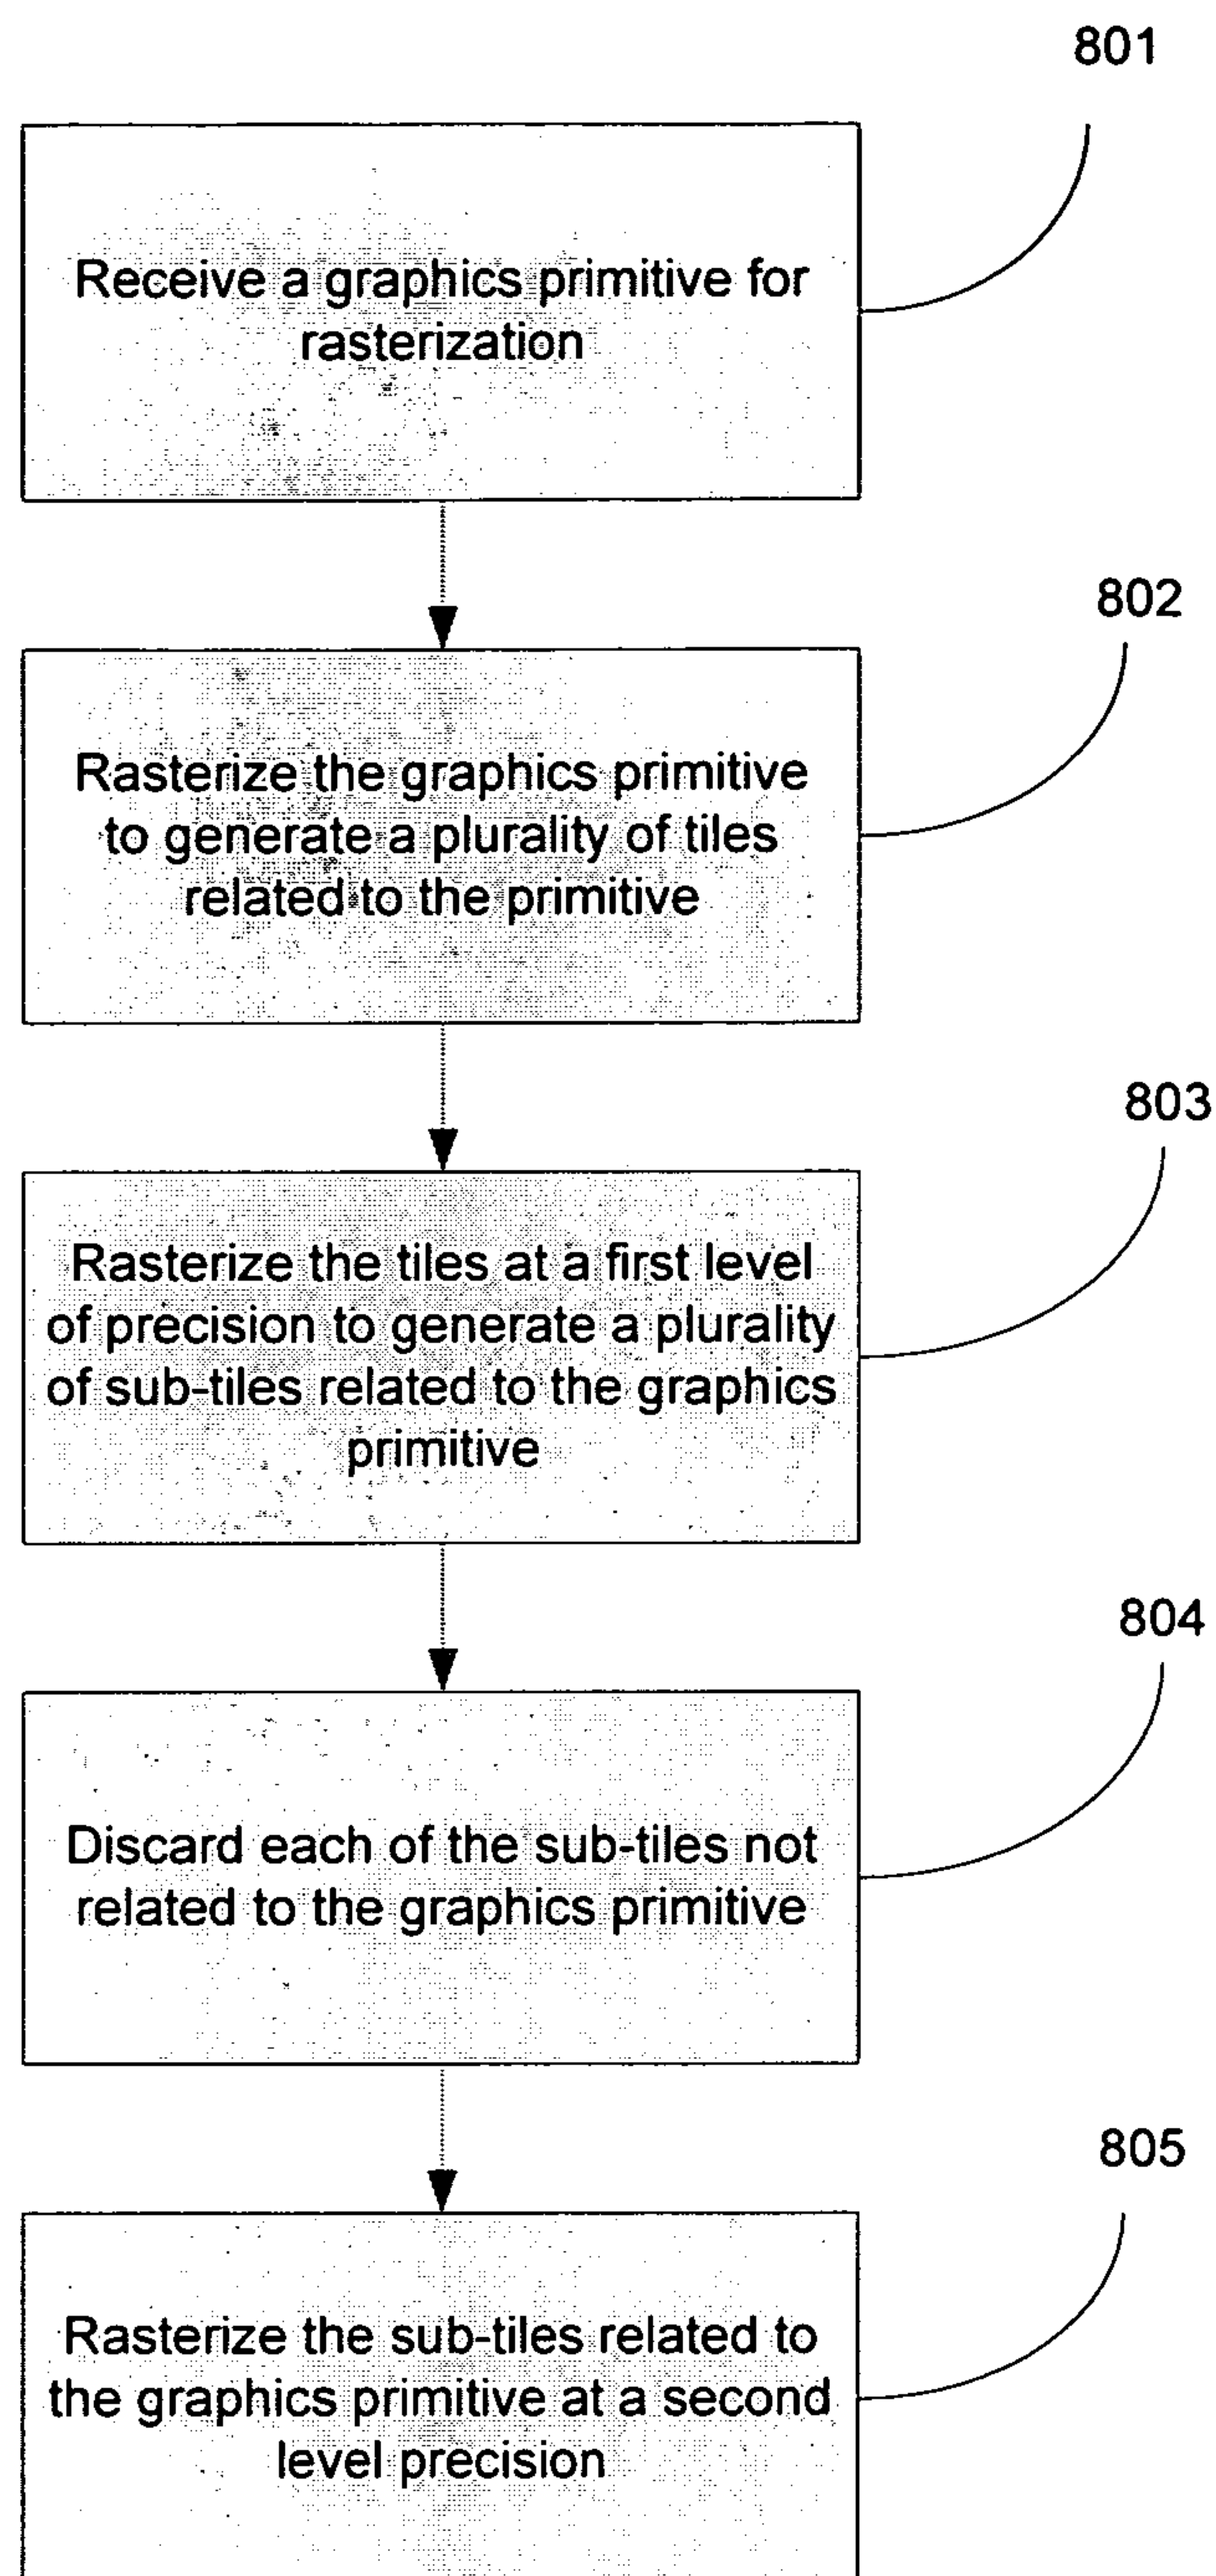 801
Receive a graphics primitive for
rasterization
802
Rasterize the graphics primitive
to generate a plurality of tiles
related to the primitive
803
Rasterize the tiles at a first level
of precision to generate a plurality
of sub-tiles related to the graphics
primitive
804
Discard each of the sub-tiles not
related to the graphics primitive
805
Rasterize the sub-tiles related to
the graphics primitive at a second
level precision